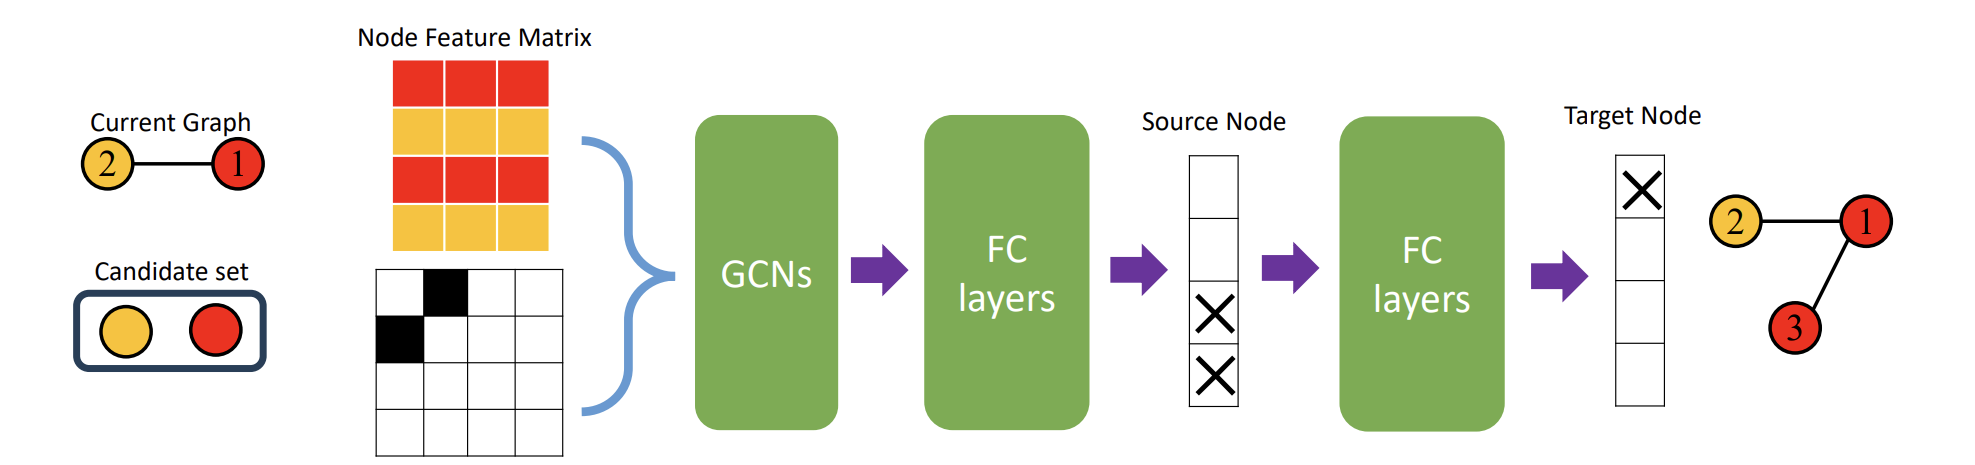 Node Feature Matrix
Current Graph
2
1
Candidate set
GCNs
FC
layers
Source Node
FC
layers
Target Node
2
1
3